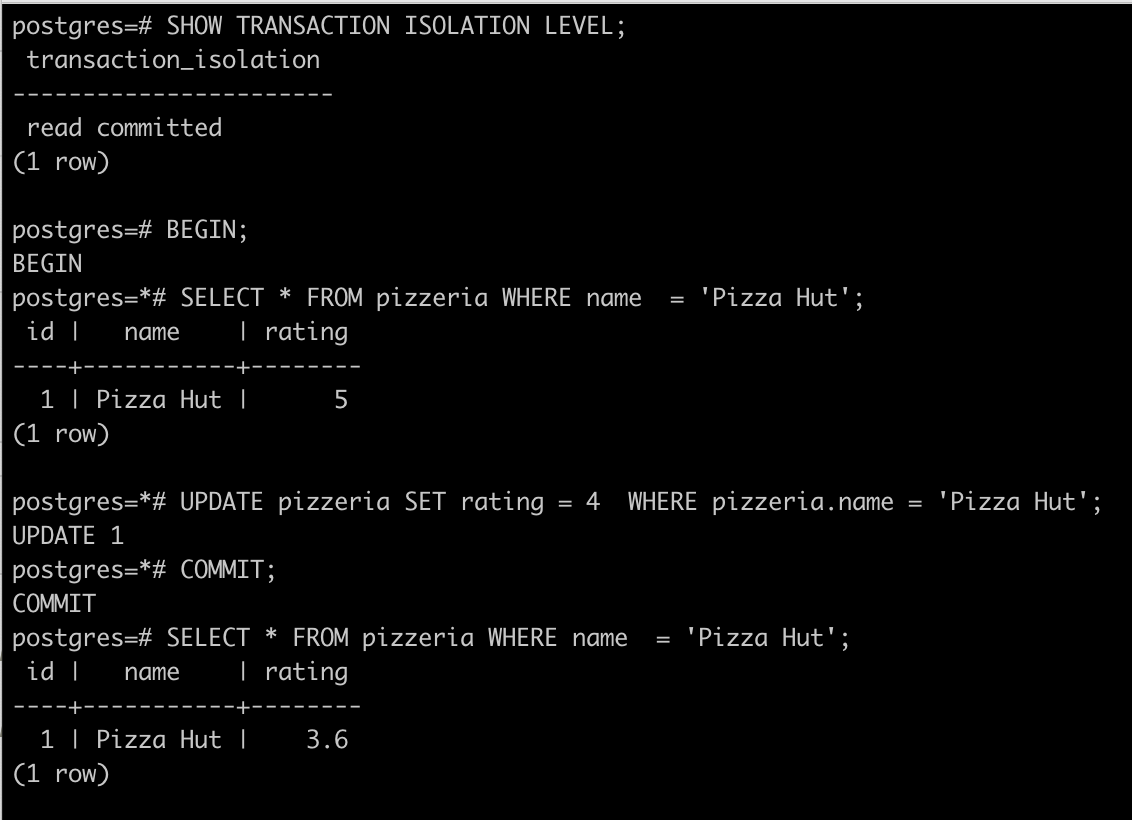 postgres=# SHOW TRANSACTION ISOLATION LEVEL;
 transaction_isolation
-----------------------
 read committed
(1 row)

postgres=# BEGIN;
BEGIN
postgres=*# SELECT * FROM pizzeria WHERE name  = 'Pizza Hut';
 id |   name    | rating
----+-----------+--------
  1 | Pizza Hut |      5
(1 row)

postgres=*# UPDATE pizzeria SET rating = 4  WHERE pizzeria.name = 'Pizza Hut';
UPDATE 1
postgres=*# COMMIT;
COMMIT
postgres=# SELECT * FROM pizzeria WHERE name  = 'Pizza Hut';
 id |   name    | rating
----+-----------+--------
  1 | Pizza Hut |    3.6
(1 row)